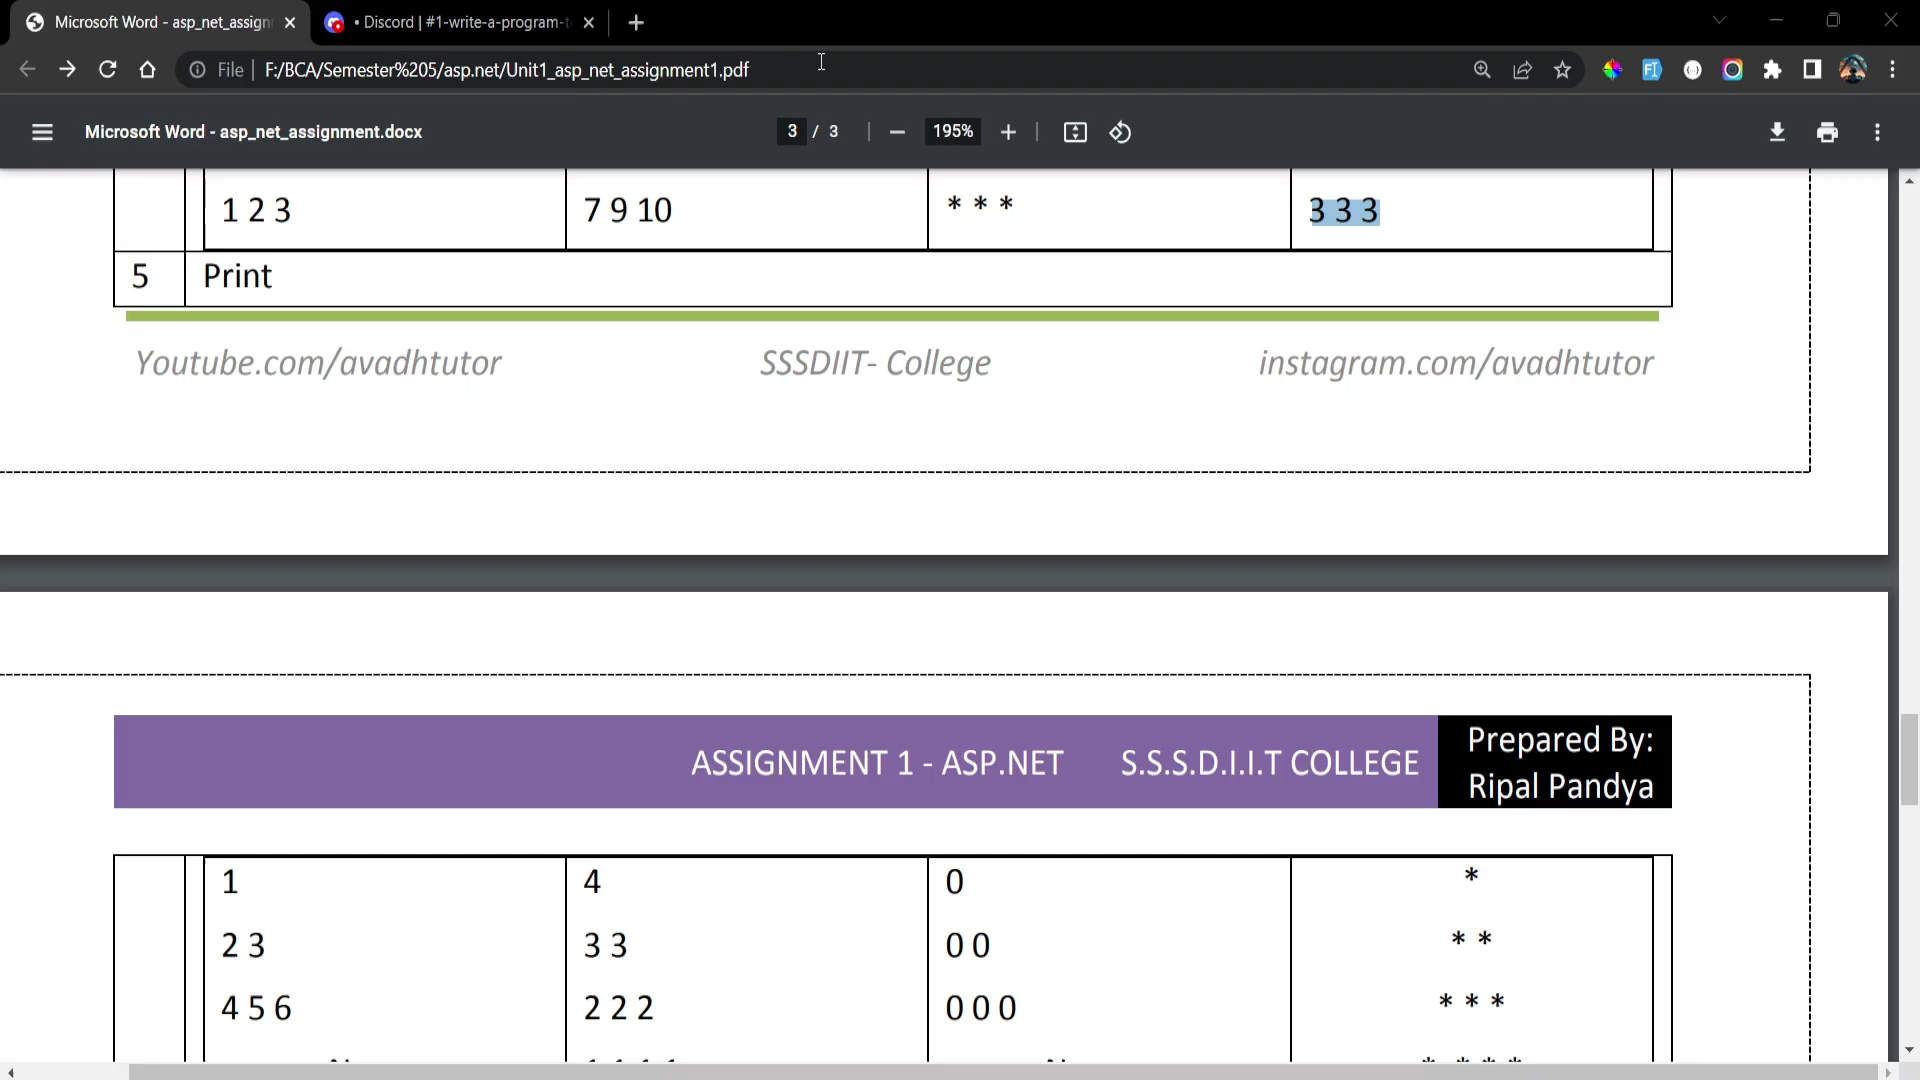 Microsoft Word - asp_net_assign
• Discord | #1-write-a-program-t
File
F:/BCA/Semester%205/asp.net/Unit1_asp_net_assignment1.pdf
Microsoft Word - asp_net_assignment.docx
3 / 3
195%
1 2 3
7 9 10
* * *
3 3 3
5
Print
Youtube.com/avadhtutor
SSSDIIT- College
instagram.com/avadhtutor
ASSIGNMENT 1 - ASP.NET
S.S.S.D.I.I.T COLLEGE
Prepared By:
Ripal Pandya
1
4
0
*
2 3
3 3
0 0
* *
4 5 6
2 2 2
0 0 0
* * *